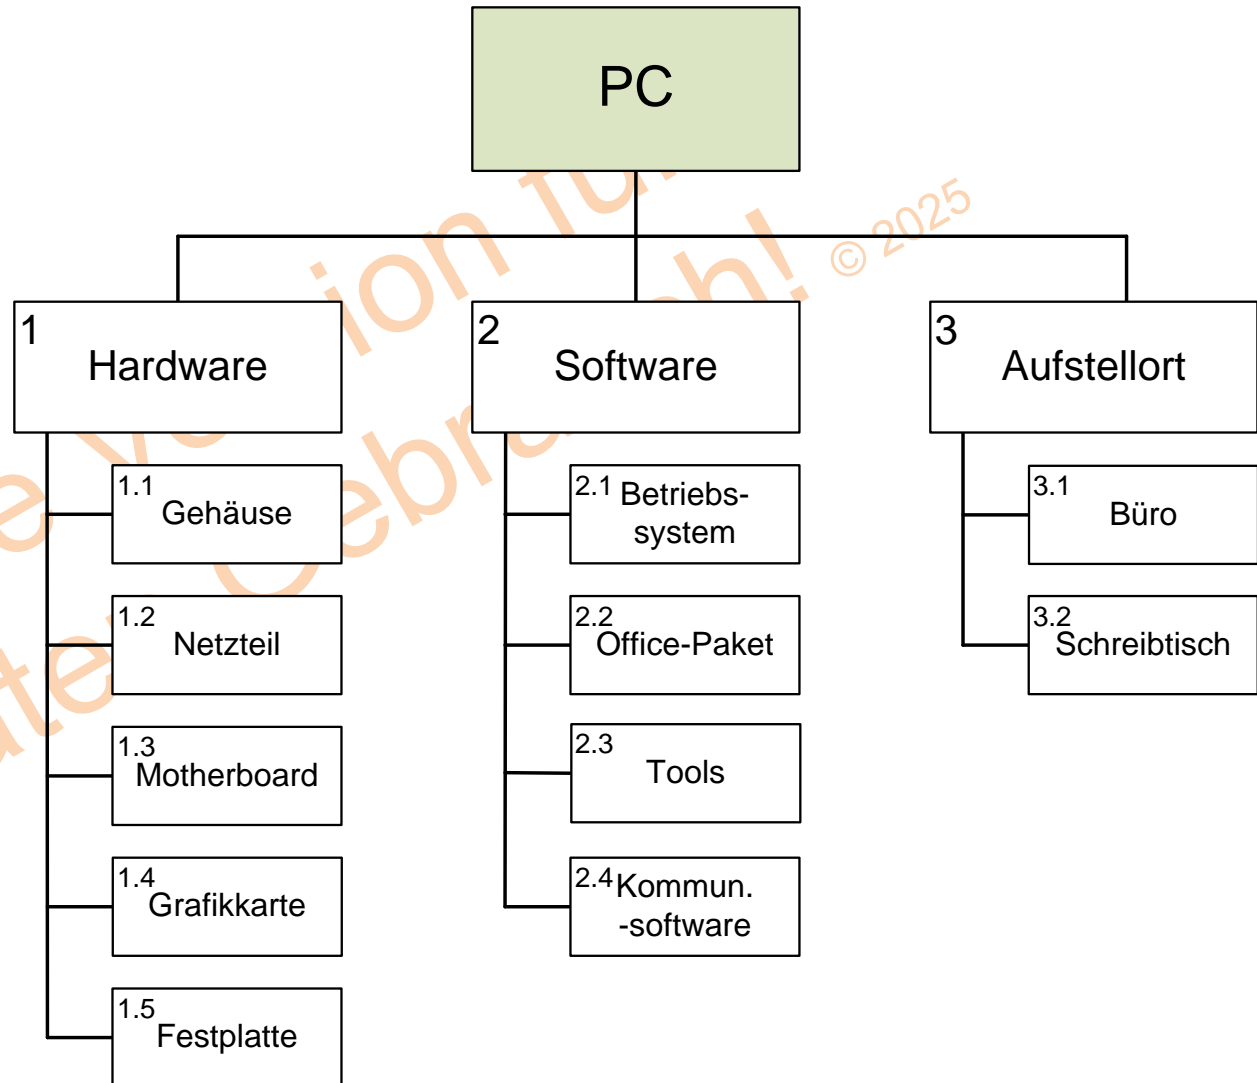 PC
© 2025
1
Hardware
2
Software
3
Aufstellort
1.1
Gehäuse
1.2
Netzteil
1.3
Motherboard
1.4
Grafikkarte
1.5
Festplatte
2.1
Betriebs-
system
2.2
Office-Paket
2.3
Tools
2.4
Kommun.
-software
3.1
Büro
3.2
Schreibtisch